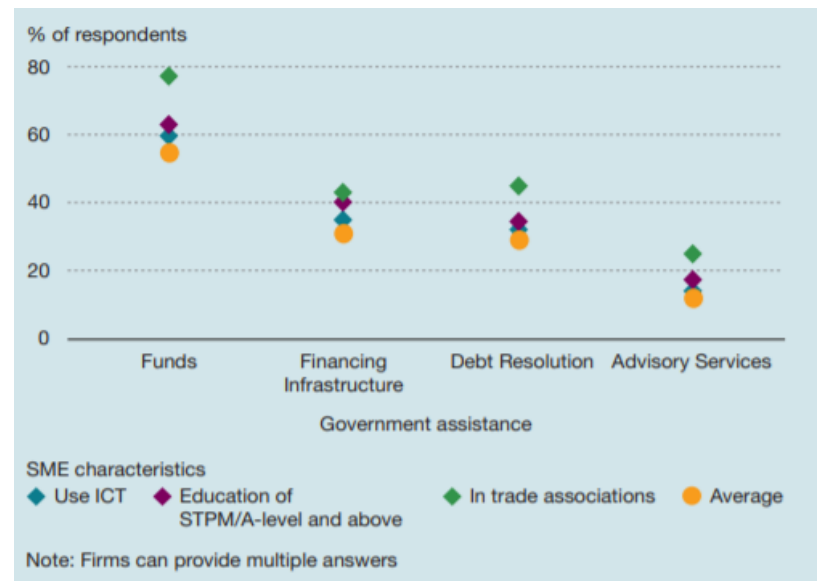 % of respondents
80
60
40
20
0
Funds
Financing
Infrastructure
Debt Resolution
Advisory Services
Government assistance
SME characteristics
Use ICT
Education of
STPM/A-level and above
In trade associations
Average
Note: Firms can provide multiple answers